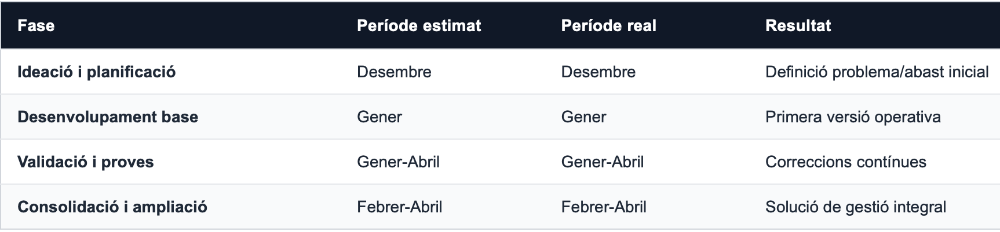 Fase Període estimat Període real Resultat
Ideació i planificació Desembre Desembre Definició problema/abast inicial
Desenvolupament base Gener Gener Primera versió operativa
Validació i proves Gener-Abril Gener-Abril Correccions contínues
Consolidació i ampliació Febrer-Abril Febrer-Abril Solució de gestió integral